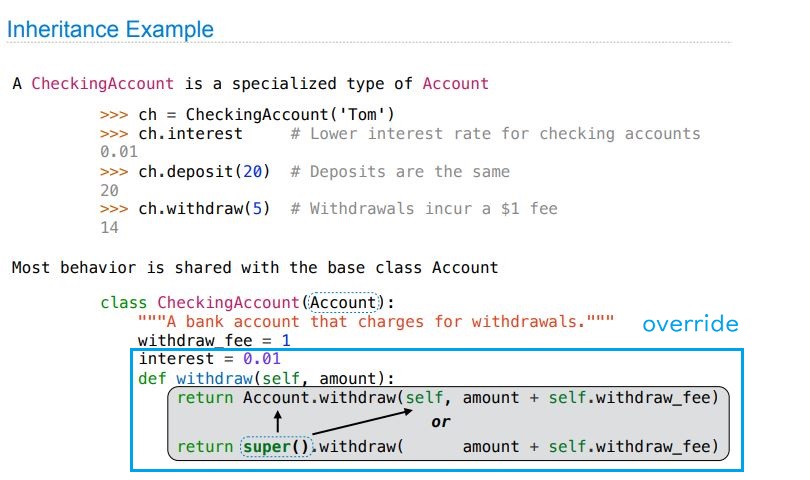 Inheritance Example
A CheckingAccount is a specialized type of Account
>>> ch = CheckingAccount('Tom')
>>> ch.interest     # Lower interest rate for checking accounts
0.01
>>> ch.deposit(20)  # Deposits are the same
20
>>> ch.withdraw(5)  # Withdrawals incur a $1 fee
14
Most behavior is shared with the base class Account
class CheckingAccount(Account):
"""A bank account that charges for withdrawals."""
override
withdraw_fee = 1
interest = 0.01
def withdraw(self, amount):
return Account.withdraw(self, amount + self.withdraw_fee)
or
return super().withdraw(      amount + self.withdraw_fee)